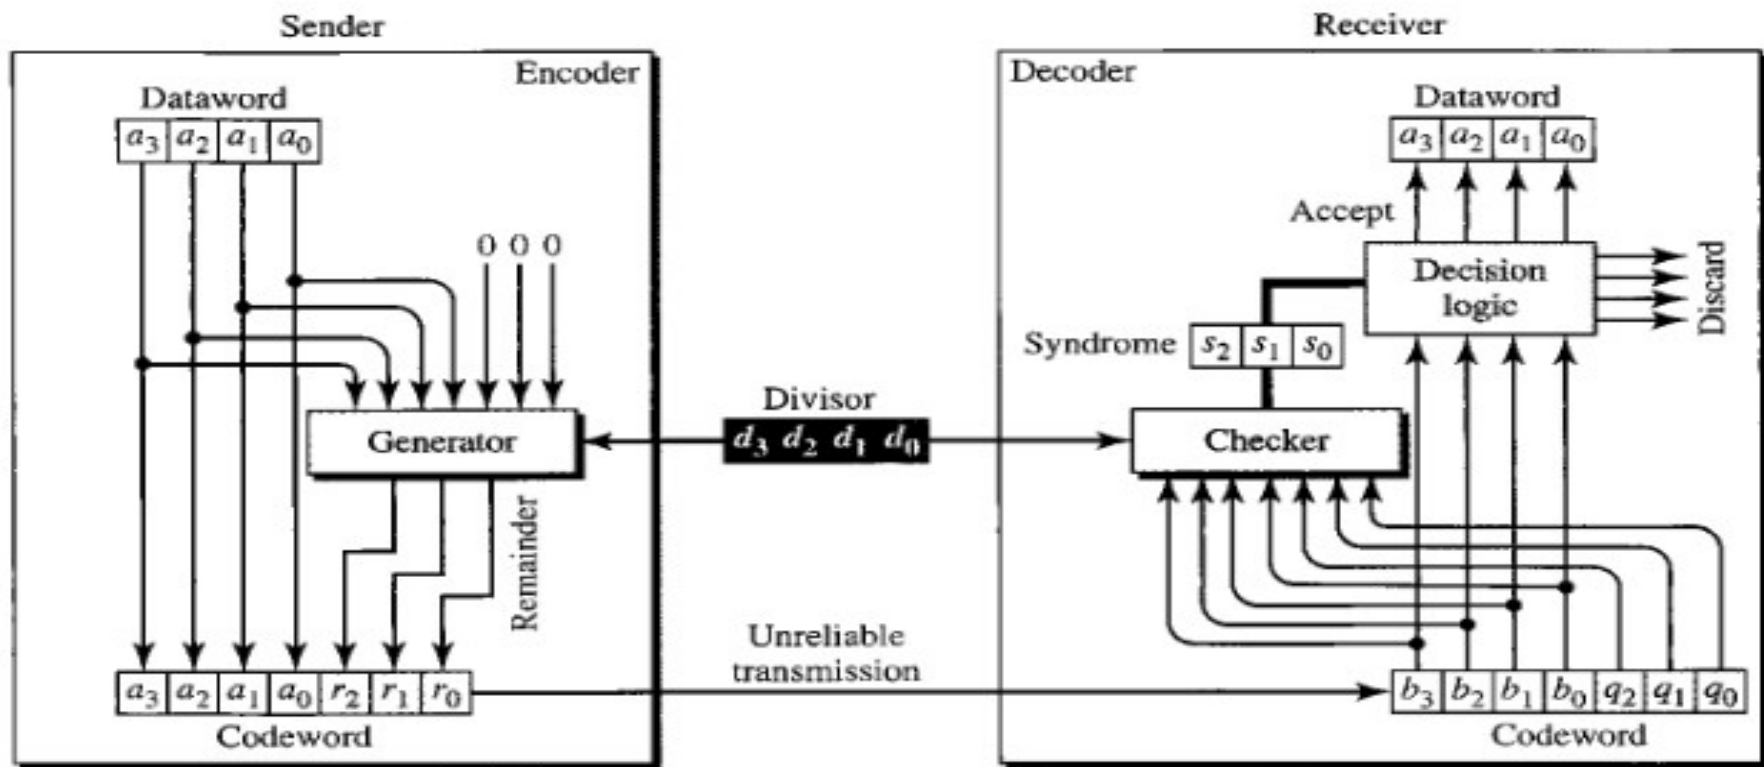 Sender
Encoder
Dataword
a3 a2 a1 a0
0 0 0
Generator
Remainder
a3 a2 a1 a0 r2 r1 r0
Codeword
Divisor
d3 d2 d1 d0
Unreliable
transmission
Receiver
Decoder
Dataword
a3 a2 a1 a0
Accept
Decision
logic
Discard
Syndrome s2 s1 s0
Checker
b3 b2 b1 b0 q2 q1 q0
Codeword